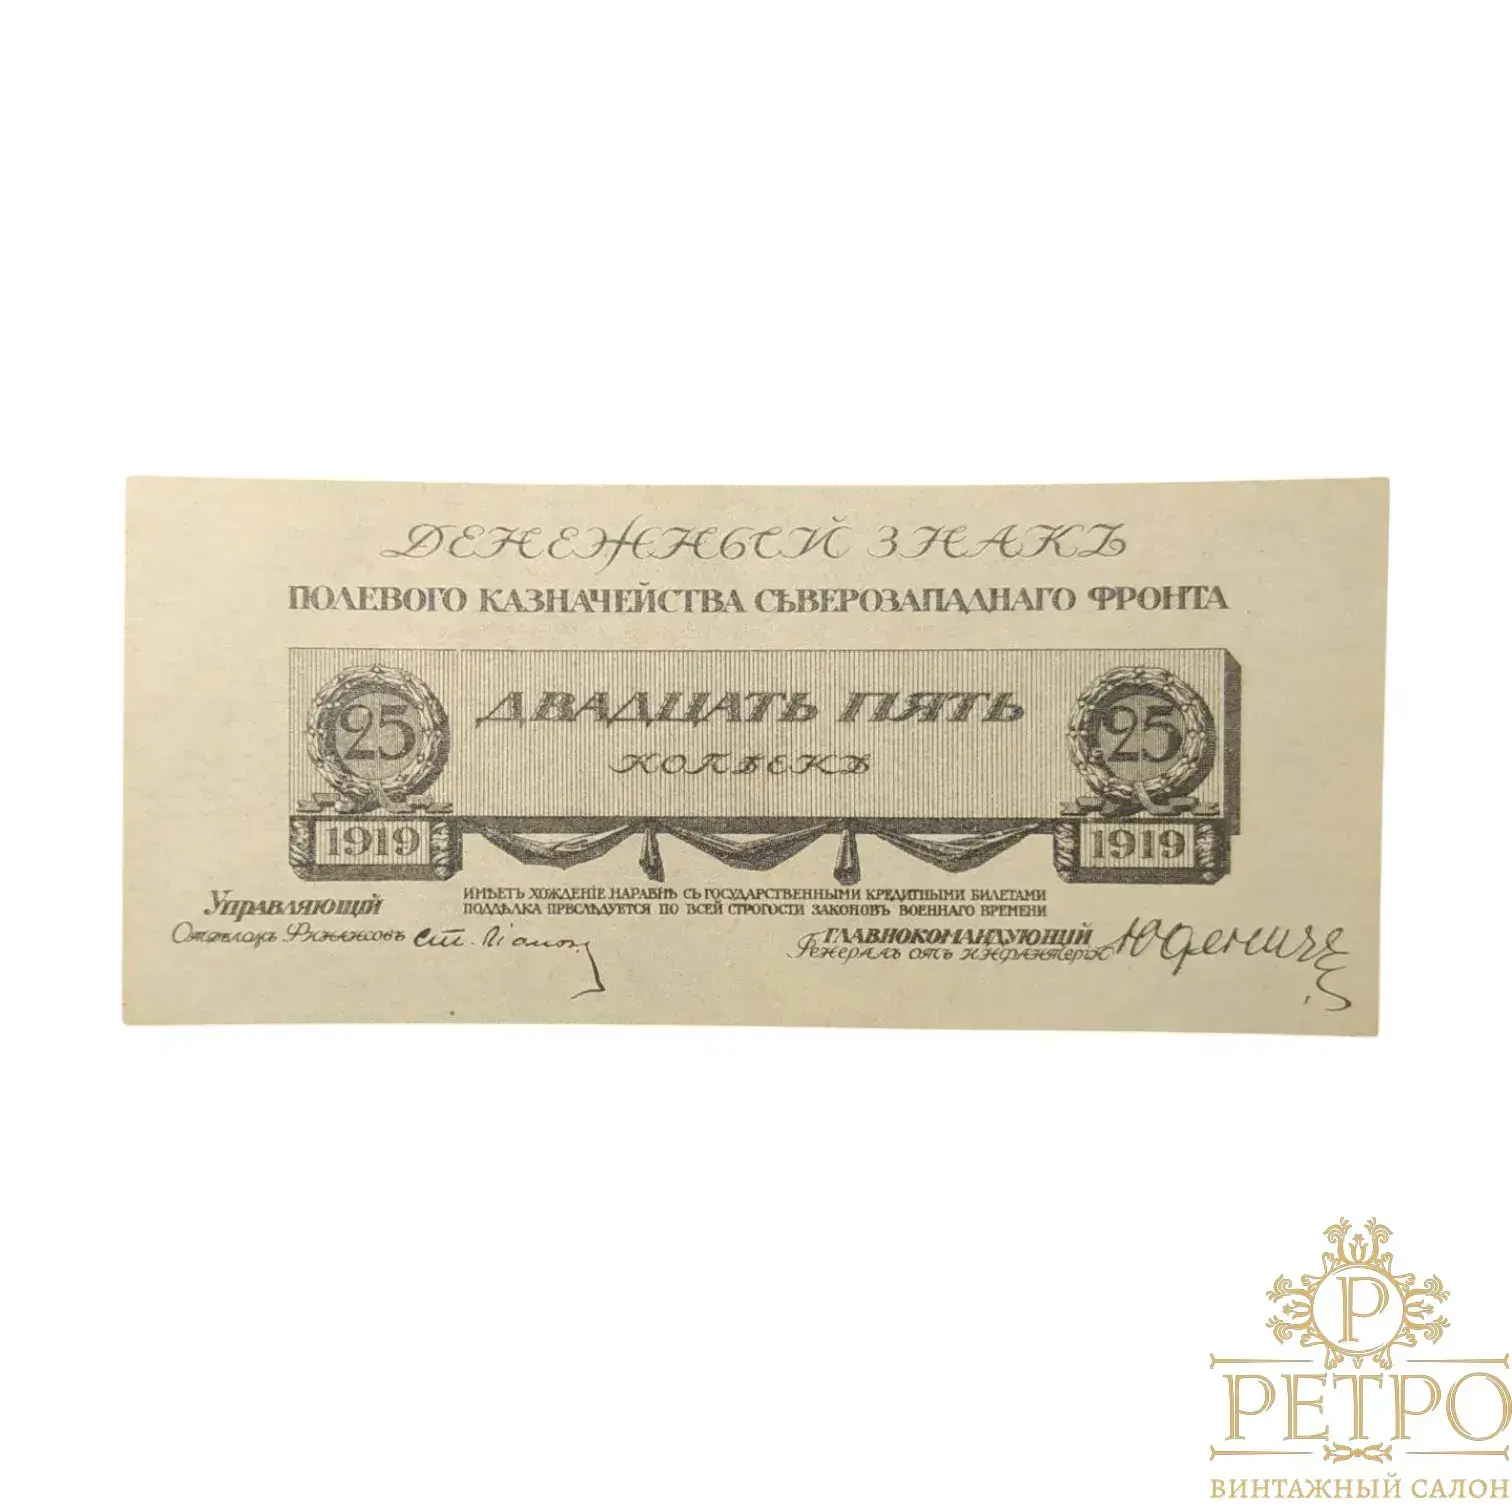 ДЕНЕЖНЫЙ ЗНАКЪ
ПОЛЕВОГО КАЗНАЧЕЙСТВА СѢВЕРОЗАПАДНАГО ФРОНТА
25 ДВАДЦАТЬ ПЯТЬ 25
КОПѢЕКЪ
1919 1919
ИМѢЕТЪ ХОЖДЕНІЕ НАРАВНѢ СЪ ГОСУДАРСТВЕННЫМИ КРЕДИТНЫМИ БИЛЕТАМИ
ПОДДѢЛКА ПРЕСЛѢДУЕТСЯ ПО ВСЕЙ СТРОГОСТИ ЗАКОНОВЪ ВОЕННАГО ВРЕМЕНИ
Управляющій
Отдѣломъ Финансовъ
ГЛАВНОКОМАНДУЮЩІЙ
Генералъ отъ инфантеріи Юденичъ
Р
РЕТРО
ВИНТАЖНЫЙ САЛОН